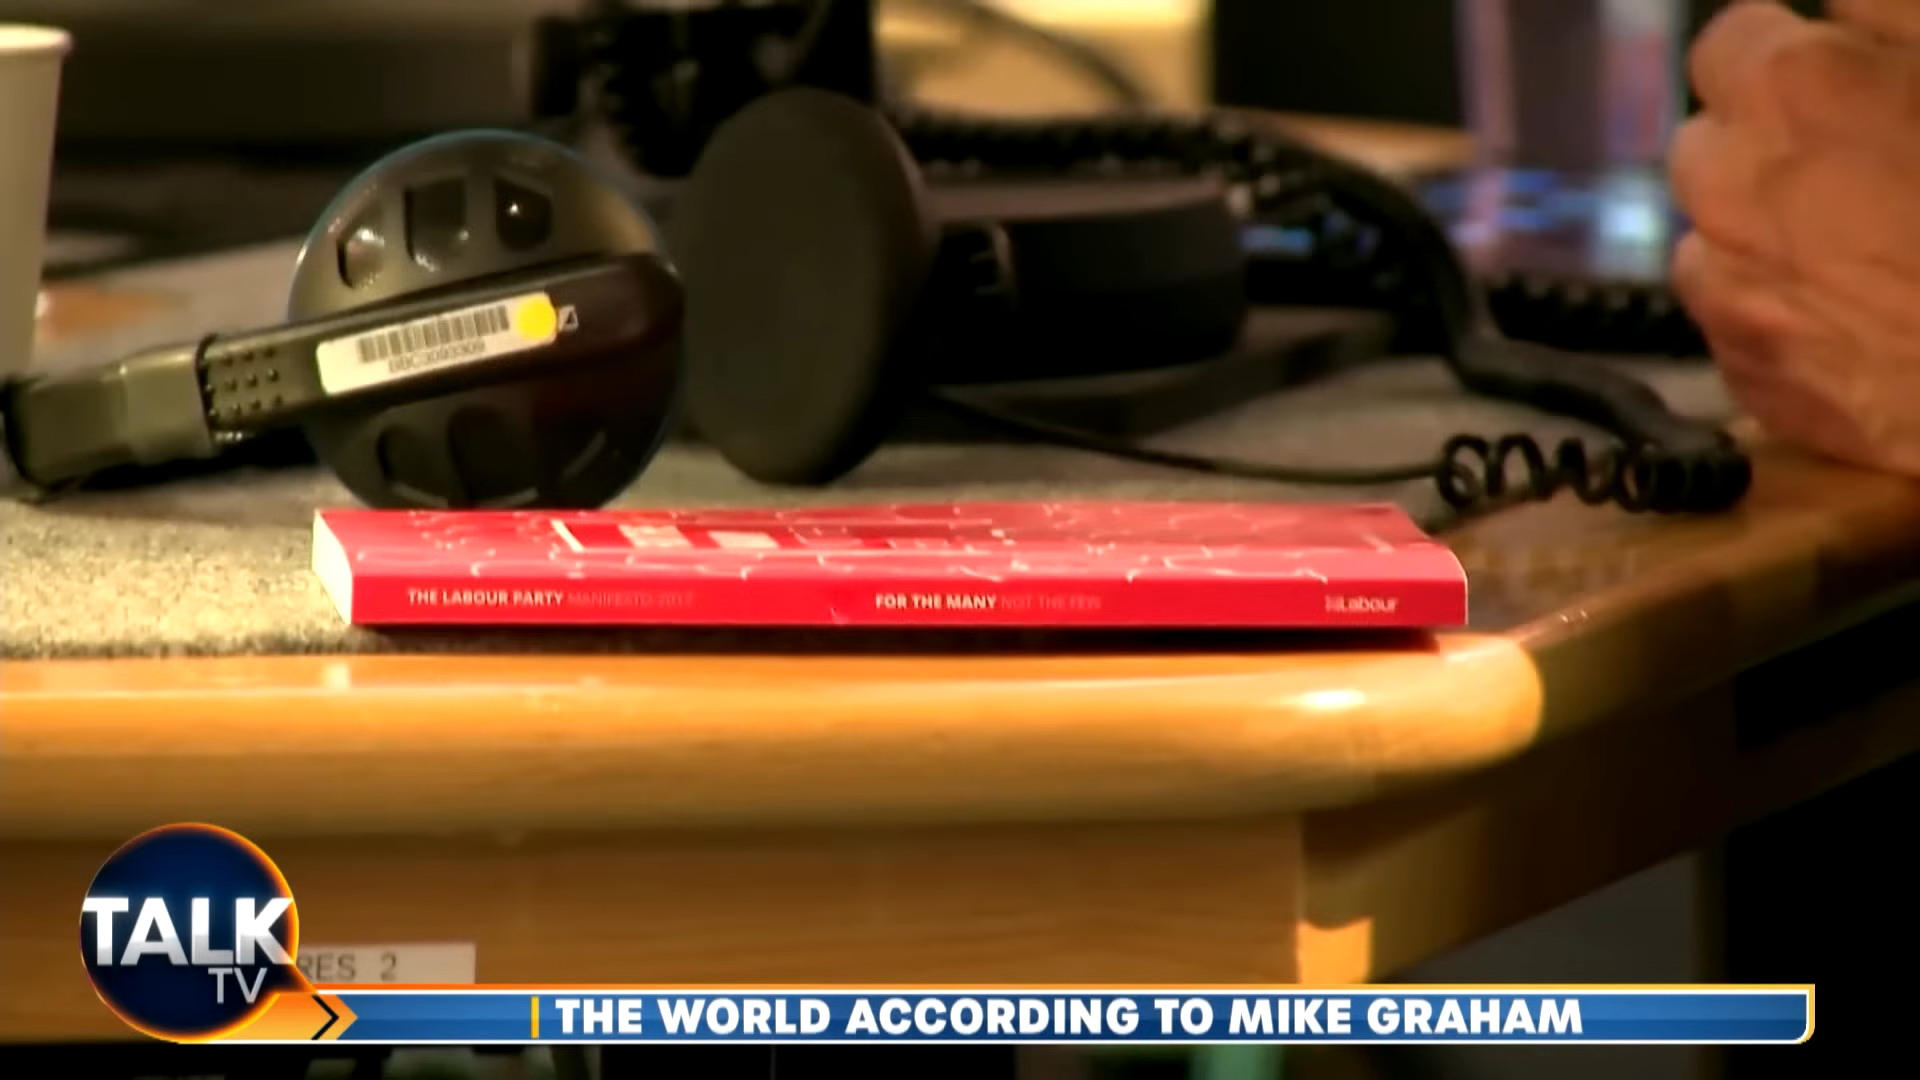 BBC3093309
THE LABOUR PARTY MANIFESTO 2017 FOR THE MANY NOT THE FEW Labour
TALK
TV
RES 2
THE WORLD ACCORDING TO MIKE GRAHAM